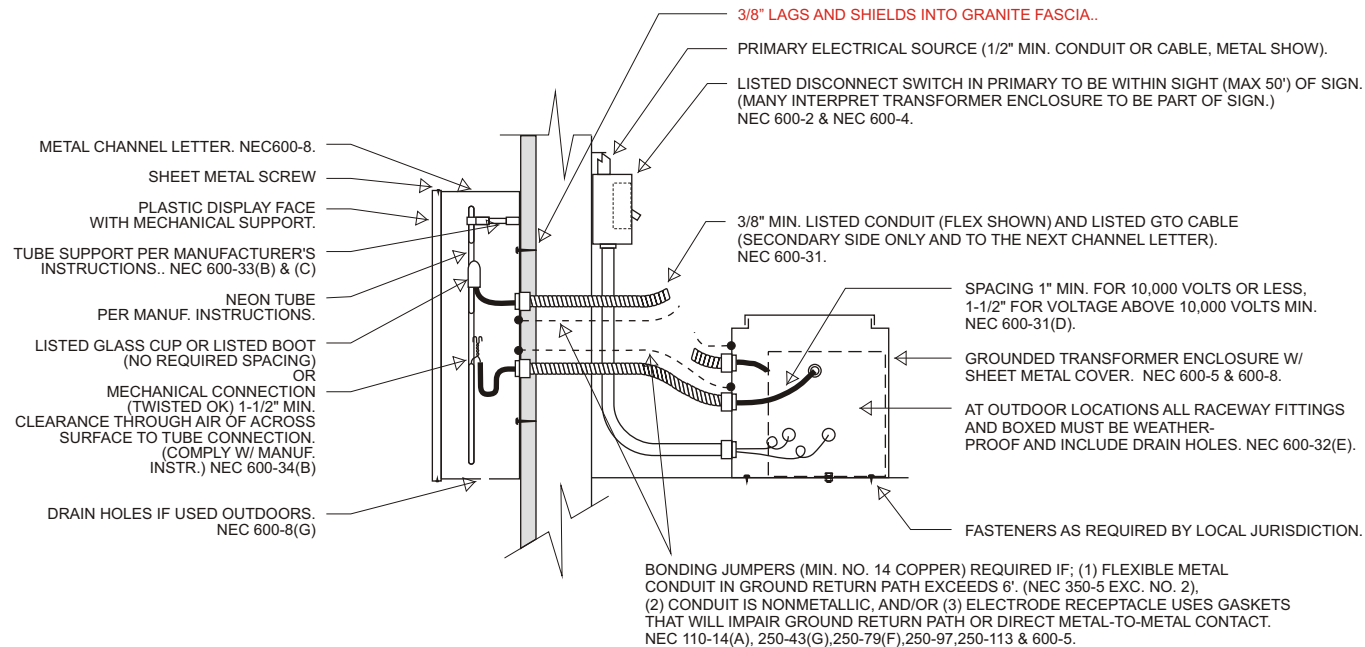 3/8" LAGS AND SHIELDS INTO GRANITE FASCIA..
PRIMARY ELECTRICAL SOURCE (1/2" MIN. CONDUIT OR CABLE, METAL SHOW).
LISTED DISCONNECT SWITCH IN PRIMARY TO BE WITHIN SIGHT (MAX 50') OF SIGN.
(MANY INTERPRET TRANSFORMER ENCLOSURE TO BE PART OF SIGN.)
NEC 600-2 & NEC 600-4.
METAL CHANNEL LETTER. NEC600-8.
SHEET METAL SCREW
PLASTIC DISPLAY FACE
WITH MECHANICAL SUPPORT.
TUBE SUPPORT PER MANUFACTURER'S
INSTRUCTIONS.. NEC 600-33(B) & (C)
NEON TUBE
PER MANUF. INSTRUCTIONS.
LISTED GLASS CUP OR LISTED BOOT
(NO REQUIRED SPACING)
OR
MECHANICAL CONNECTION
(TWISTED OK) 1-1/2" MIN.
CLEARANCE THROUGH AIR OF ACROSS
SURFACE TO TUBE CONNECTION.
(COMPLY W/ MANUF.
INSTR.) NEC 600-34(B)
DRAIN HOLES IF USED OUTDOORS.
NEC 600-8(G)
3/8" MIN. LISTED CONDUIT (FLEX SHOWN) AND LISTED GTO CABLE
(SECONDARY SIDE ONLY AND TO THE NEXT CHANNEL LETTER).
NEC 600-31.
SPACING 1" MIN. FOR 10,000 VOLTS OR LESS,
1-1/2" FOR VOLTAGE ABOVE 10,000 VOLTS MIN.
NEC 600-31(D).
GROUNDED TRANSFORMER ENCLOSURE W/
SHEET METAL COVER. NEC 600-5 & 600-8.
AT OUTDOOR LOCATIONS ALL RACEWAY FITTINGS
AND BOXED MUST BE WEATHER-
PROOF AND INCLUDE DRAIN HOLES. NEC 600-32(E).
FASTENERS AS REQUIRED BY LOCAL JURISDICTION.
BONDING JUMPERS (MIN. NO. 14 COPPER) REQUIRED IF; (1) FLEXIBLE METAL
CONDUIT IN GROUND RETURN PATH EXCEEDS 6'. (NEC 350-5 EXC. NO. 2),
(2) CONDUIT IS NONMETALLIC, AND/OR (3) ELECTRODE RECEPTACLE USES GASKETS
THAT WILL IMPAIR GROUND RETURN PATH OR DIRECT METAL-TO-METAL CONTACT.
NEC 110-14(A), 250-43(G),250-79(F),250-97,250-113 & 600-5.